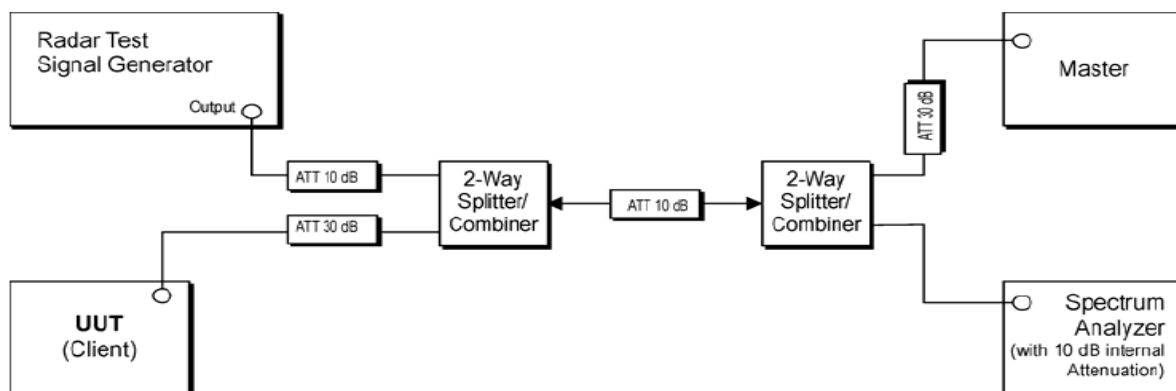 Radar Test
Signal Generator
Output
ATT 10 dB
ATT 30 dB
UUT
(Client)
2-Way
Splitter/
Combiner
ATT 10 dB
2-Way
Splitter/
Combiner
ATT 30 dB
Master
Spectrum
Analyzer
(with 10 dB internal
Attenuation)